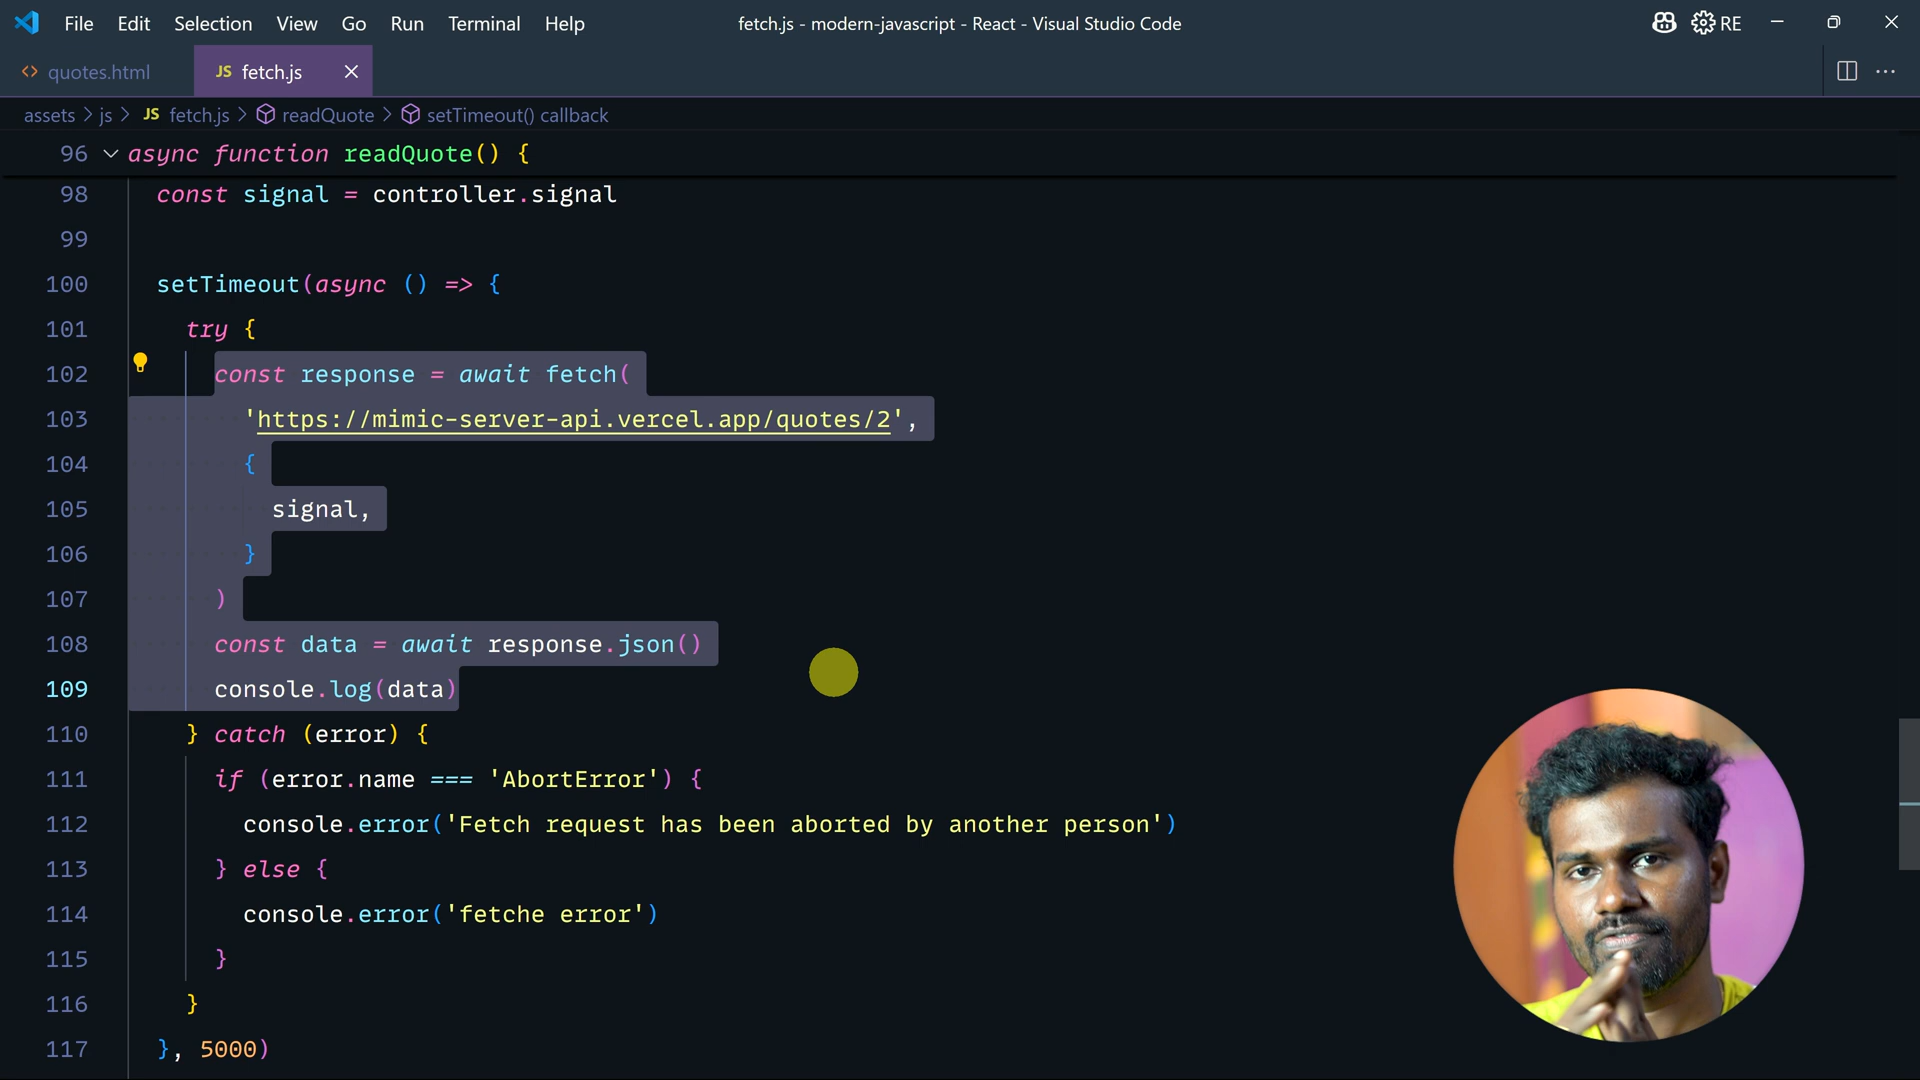 File Edit Selection View Go Run Terminal Help fetch.js - modern-javascript - React - Visual Studio Code RE
<> quotes.html JS fetch.js
assets > js > JS fetch.js > readQuote > setTimeout() callback
96 async function readQuote() {
98 const signal = controller.signal
99
100 setTimeout(async () => {
101 try {
102 const response = await fetch(
103 'https://mimic-server-api.vercel.app/quotes/2',
104 {
105 signal,
106 }
107 )
108 const data = await response.json()
109 console.log(data)
110 } catch (error) {
111 if (error.name === 'AbortError') {
112 console.error('Fetch request has been aborted by another person')
113 } else {
114 console.error('fetche error')
115 }
116 }
117 }, 5000)